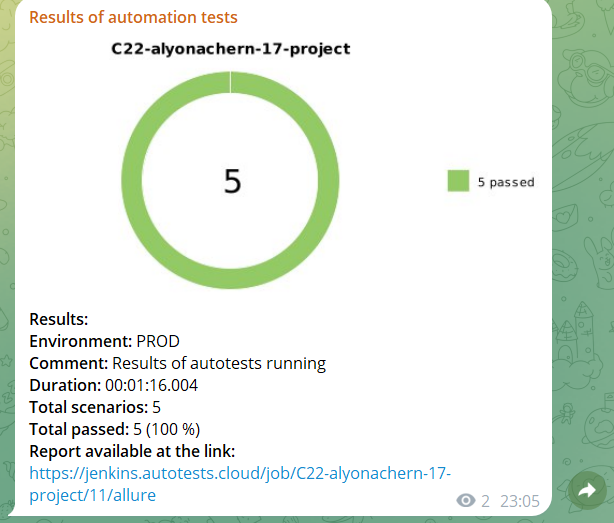 Results of automation tests
C22-alyonachern-17-project
5
5 passed
Results:
Environment: PROD
Comment: Results of autotests running
Duration: 00:01:16.004
Total scenarios: 5
Total passed: 5 (100 %)
Report available at the link:
https://jenkins.autotests.cloud/job/C22-alyonachern-17-
project/11/allure
2 23:05